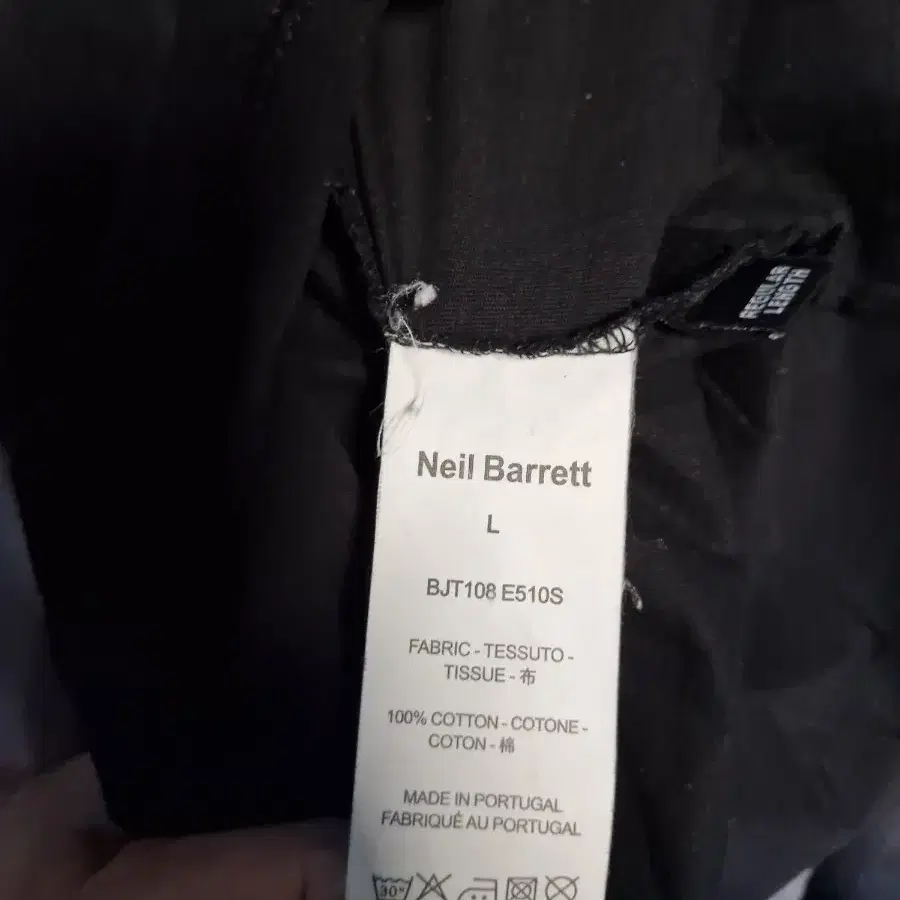 REGULAR
LENGTH
Neil Barrett
L
BJT108 E510S
FABRIC - TESSUTO -
TISSUE - 布
100% COTTON - COTONE -
COTON - 棉
MADE IN PORTUGAL
FABRIQUÉ AU PORTUGAL
30°